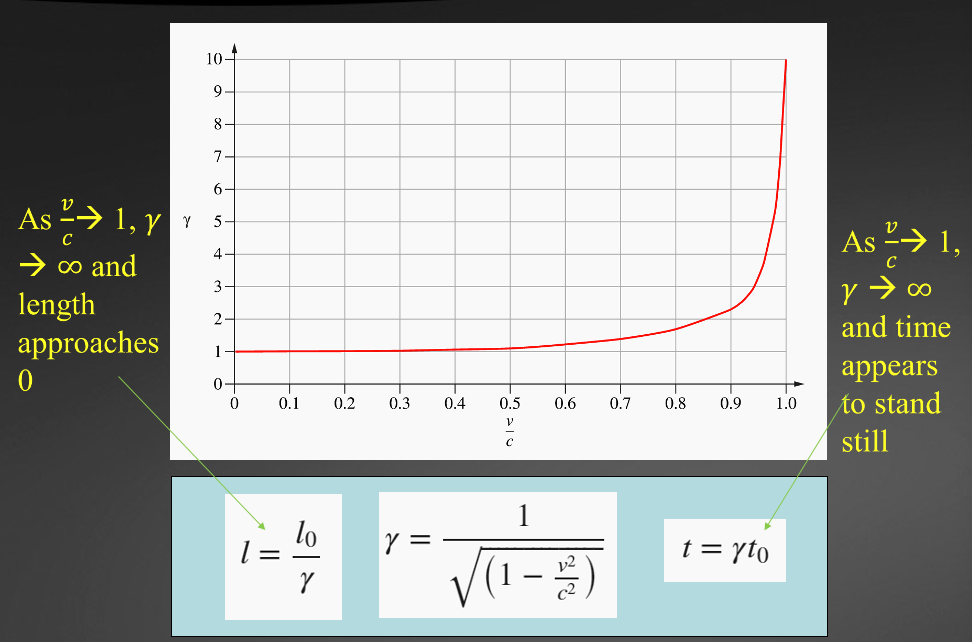 10
9
8
7
6
5
4
3
2
1
0
γ
0 0.1 0.2 0.3 0.4 0.5 0.6 0.7 0.8 0.9 1.0
v/c
As v/c → 1, γ
→ ∞ and
length
approaches
0
As v/c → 1,
γ → ∞
and time
appears
to stand
still
l = l₀/γ
γ = 1/√(1 − v²/c²)
t = γt₀